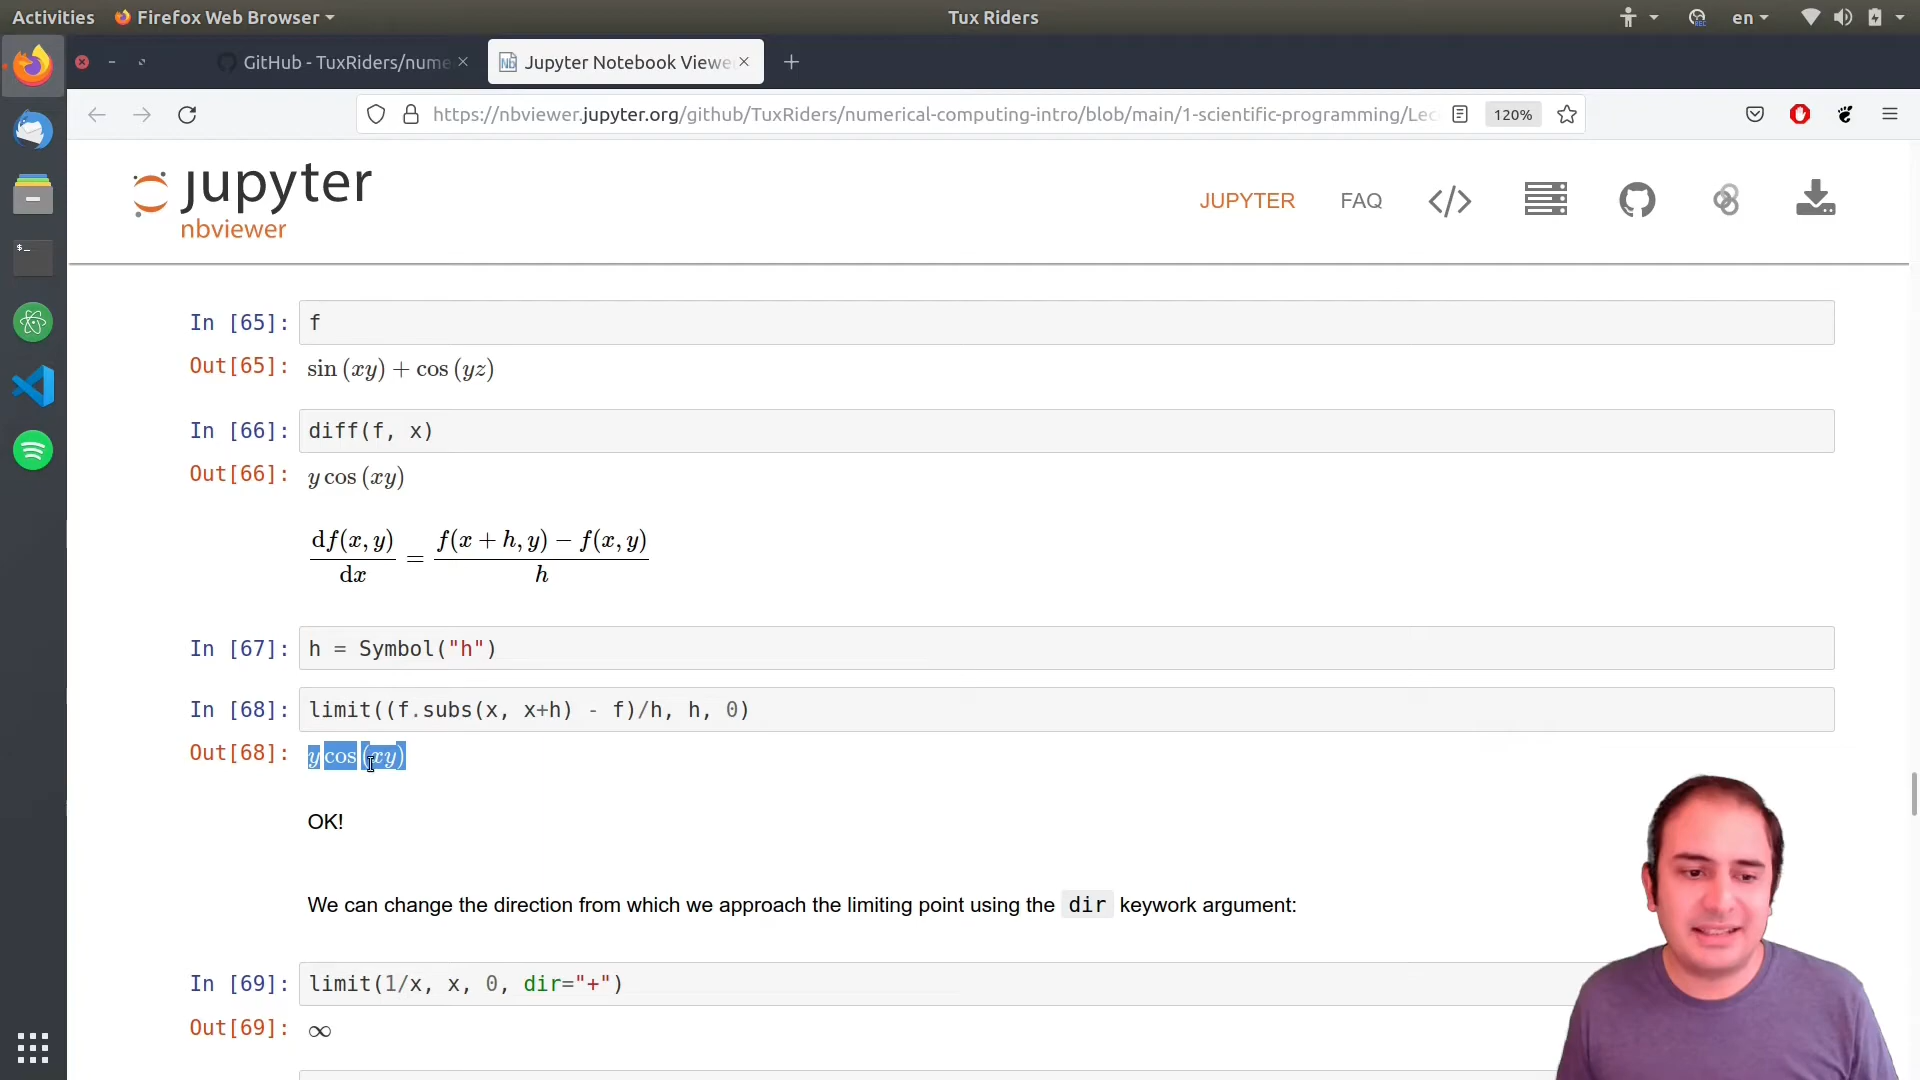 Activities Firefox Web Browser Tux Riders en
GitHub - TuxRiders/nume Jupyter Notebook Viewe
https://nbviewer.jupyter.org/github/TuxRiders/numerical-computing-intro/blob/main/1-scientific-programming/Lec 120%
jupyter
nbviewer
JUPYTER FAQ </>
In [65]: f
Out[65]: sin (xy) + cos (yz)
In [66]: diff(f, x)
Out[66]: y cos (xy)
df(x, y)/dx = f(x + h, y) − f(x, y)/h
In [67]: h = Symbol("h")
In [68]: limit((f.subs(x, x+h) - f)/h, h, 0)
Out[68]: y cos (xy)
OK!
We can change the direction from which we approach the limiting point using the dir keywork argument:
In [69]: limit(1/x, x, 0, dir="+")
Out[69]: ∞